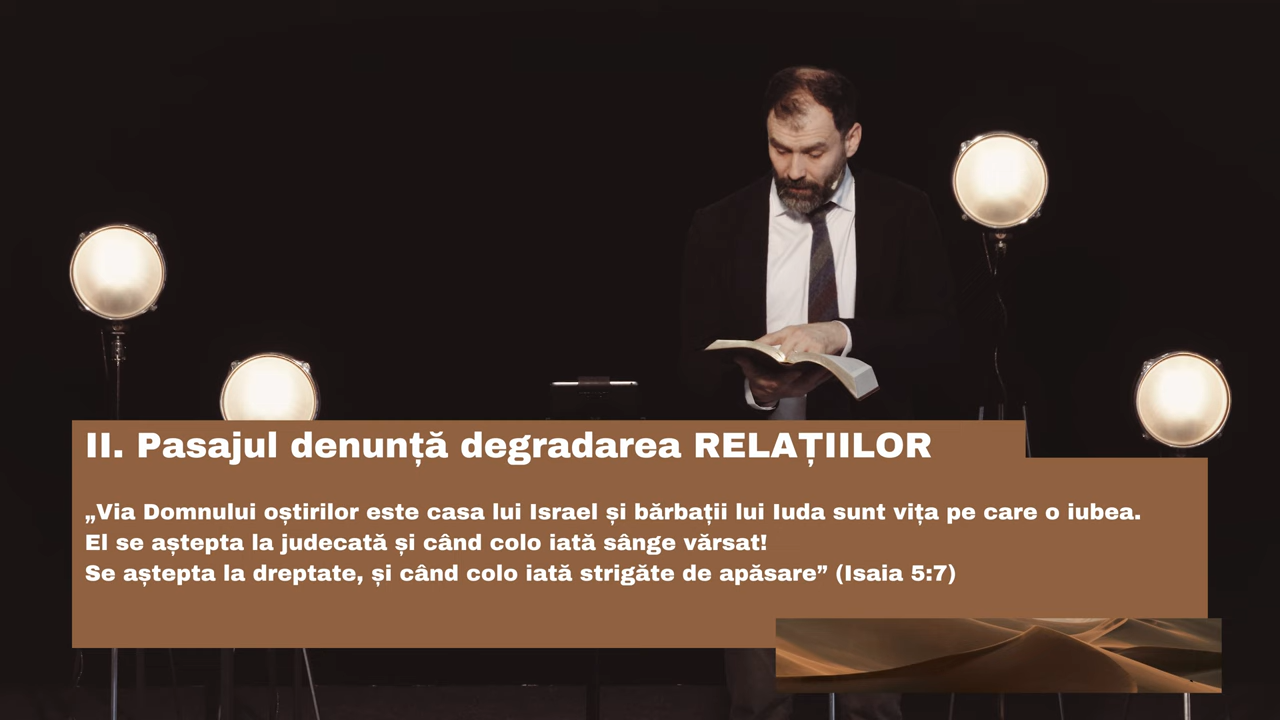 II. Pasajul denunță degradarea RELAȚIILOR
„Via Domnului oștirilor este casa lui Israel și bărbații lui Iuda sunt vița pe care o iubea.
El se aștepta la judecată și când colo iată sânge vărsat!
Se aștepta la dreptate, și când colo iată strigăte de apăsare” (Isaia 5:7)